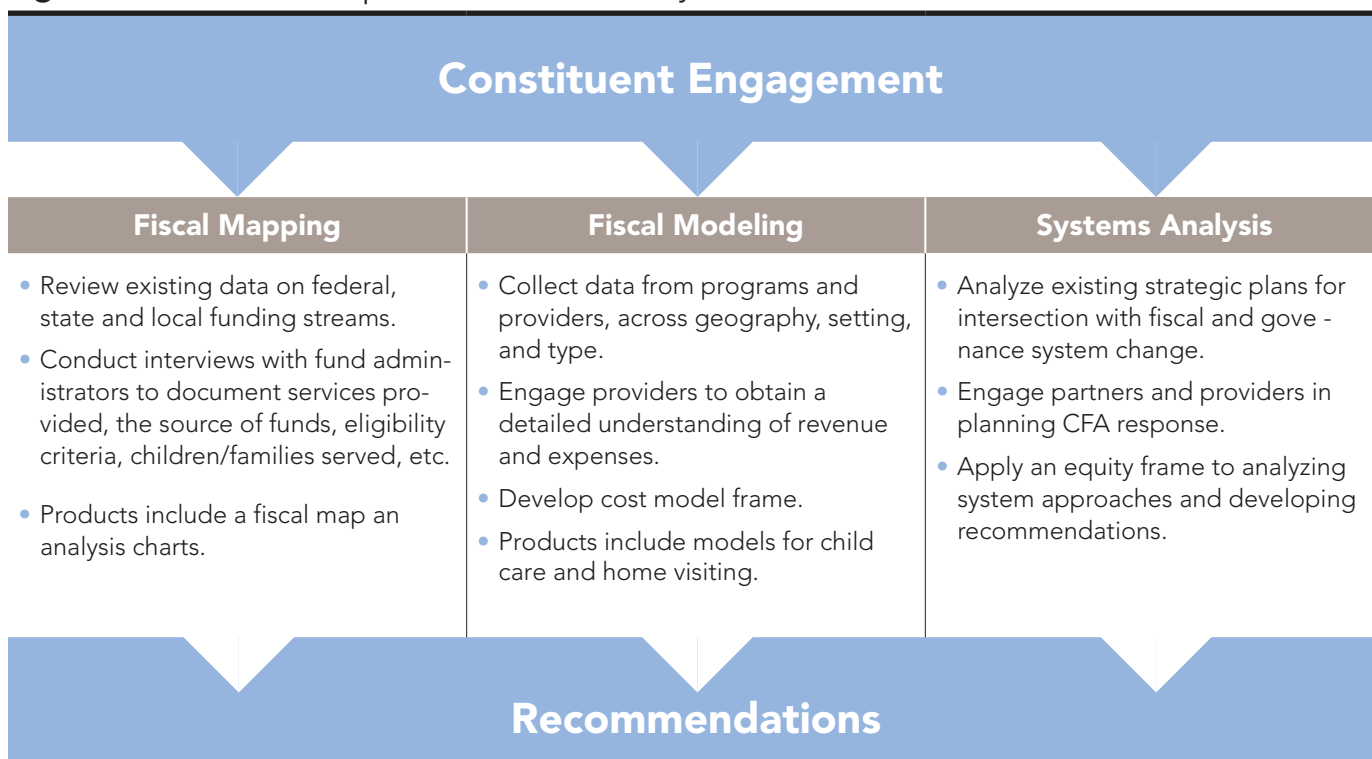 Constituent Engagement
Fiscal Mapping
• Review existing data on federal,
state and local funding streams.
• Conduct interviews with fund admin-
istrators to document services pro-
vided, the source of funds, eligibility
criteria, children/families served, etc.
• Products include a fiscal map an
analysis charts.
Fiscal Modeling
• Collect data from programs and
providers, across geography, setting,
and type.
• Engage providers to obtain a
detailed understanding of revenue
and expenses.
• Develop cost model frame.
• Products include models for child
care and home visiting.
Systems Analysis
• Analyze existing strategic plans for
intersection with fiscal and gove -
nance system change.
• Engage partners and providers in
planning CFA response.
• Apply an equity frame to analyzing
system approaches and developing
recommendations.
Recommendations